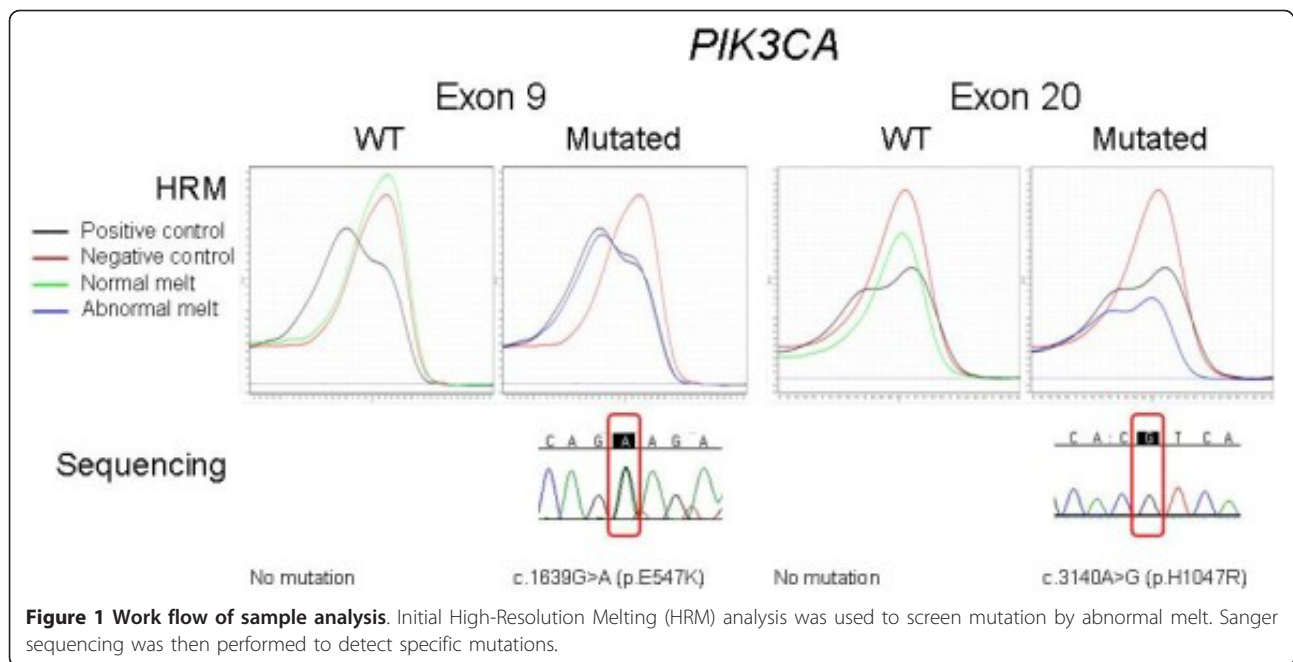 PIK3CA
Exon 9
Exon 20
WT
Mutated
WT
Mutated
HRM
Positive control
Negative control
Normal melt
Abnormal melt
Sequencing
C A G A A G A
C A C G T C A
No mutation
c.1639G>A (p.E547K)
No mutation
c.3140A>G (p.H1047R)
Figure 1 Work flow of sample analysis. Initial High-Resolution Melting (HRM) analysis was used to screen mutation by abnormal melt. Sanger
sequencing was then performed to detect specific mutations.